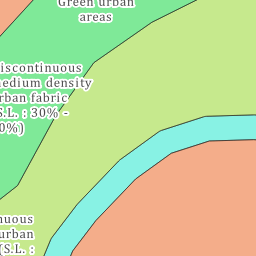 Green urban
areas
iscontinuous
edium density
rban fabric
S.L. : 30% -
0%)
nuous
urban
(S.L. :